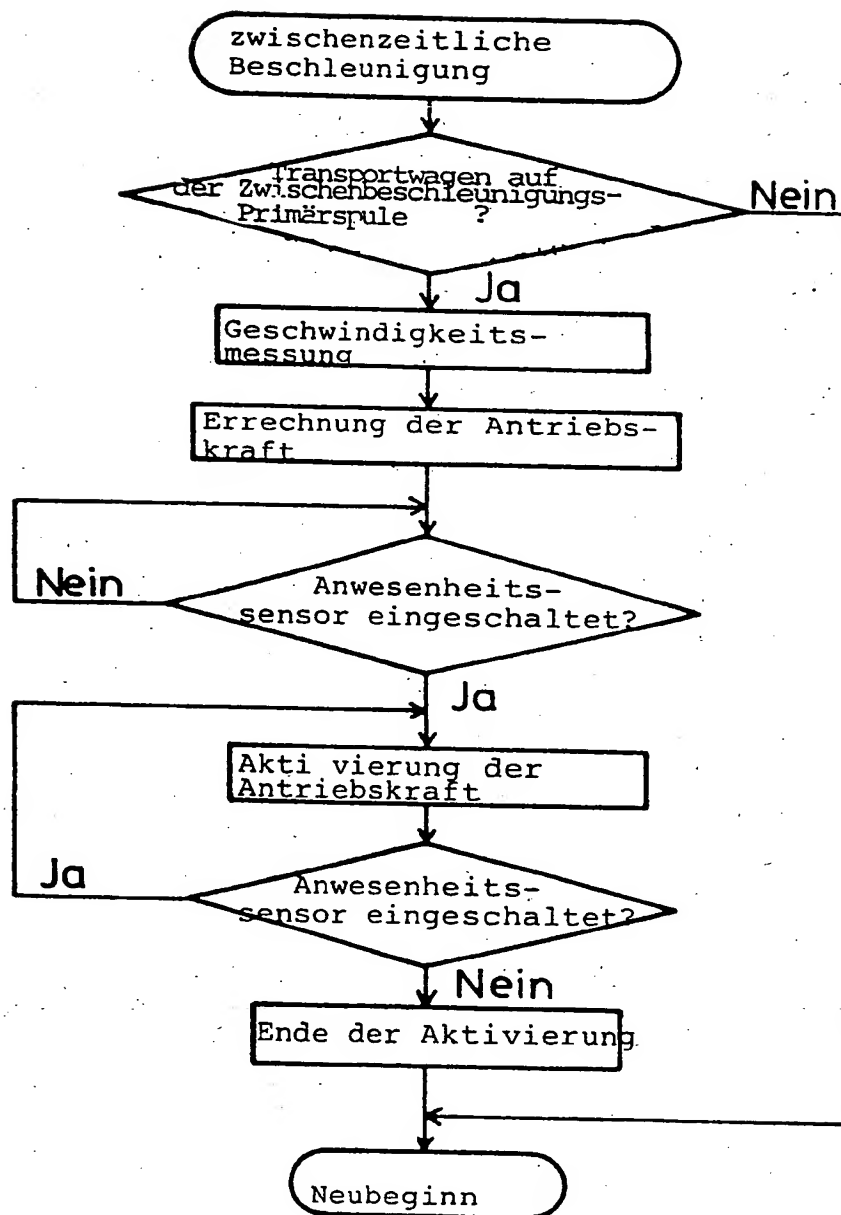 zwischenzeitliche
Beschleunigung
Transportwagen auf
der Zwischenbeschleunigungs-
Primärspule ?
Nein
Ja
Geschwindigkeits-
messung
Errechnung der Antriebs-
kraft
Nein
Anwesenheits-
sensor eingeschaltet?
Ja
Akti vierung der
Antriebskraft
Ja
Anwesenheits-
sensor eingeschaltet?
Nein
Ende der Aktivierung
Neubeginn